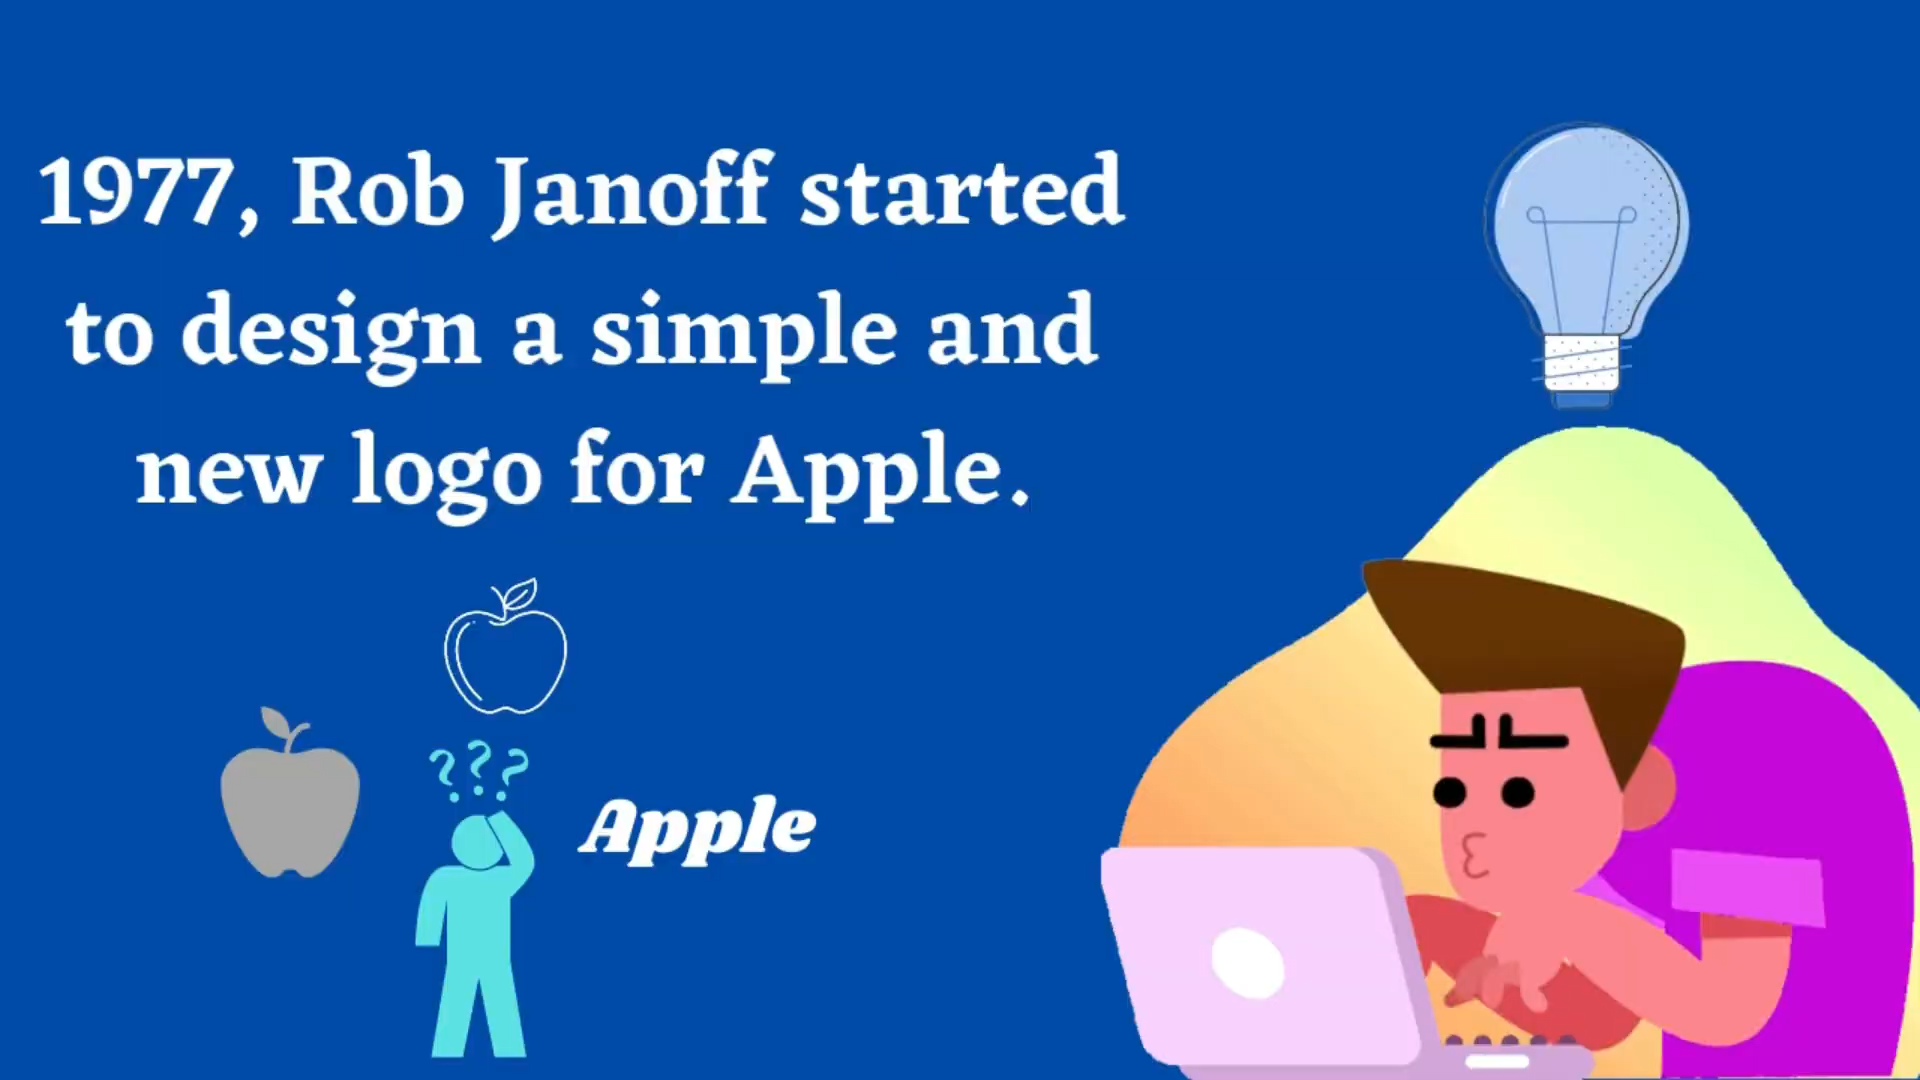 1977, Rob Janoff started
to design a simple and
new logo for Apple.
???
Apple